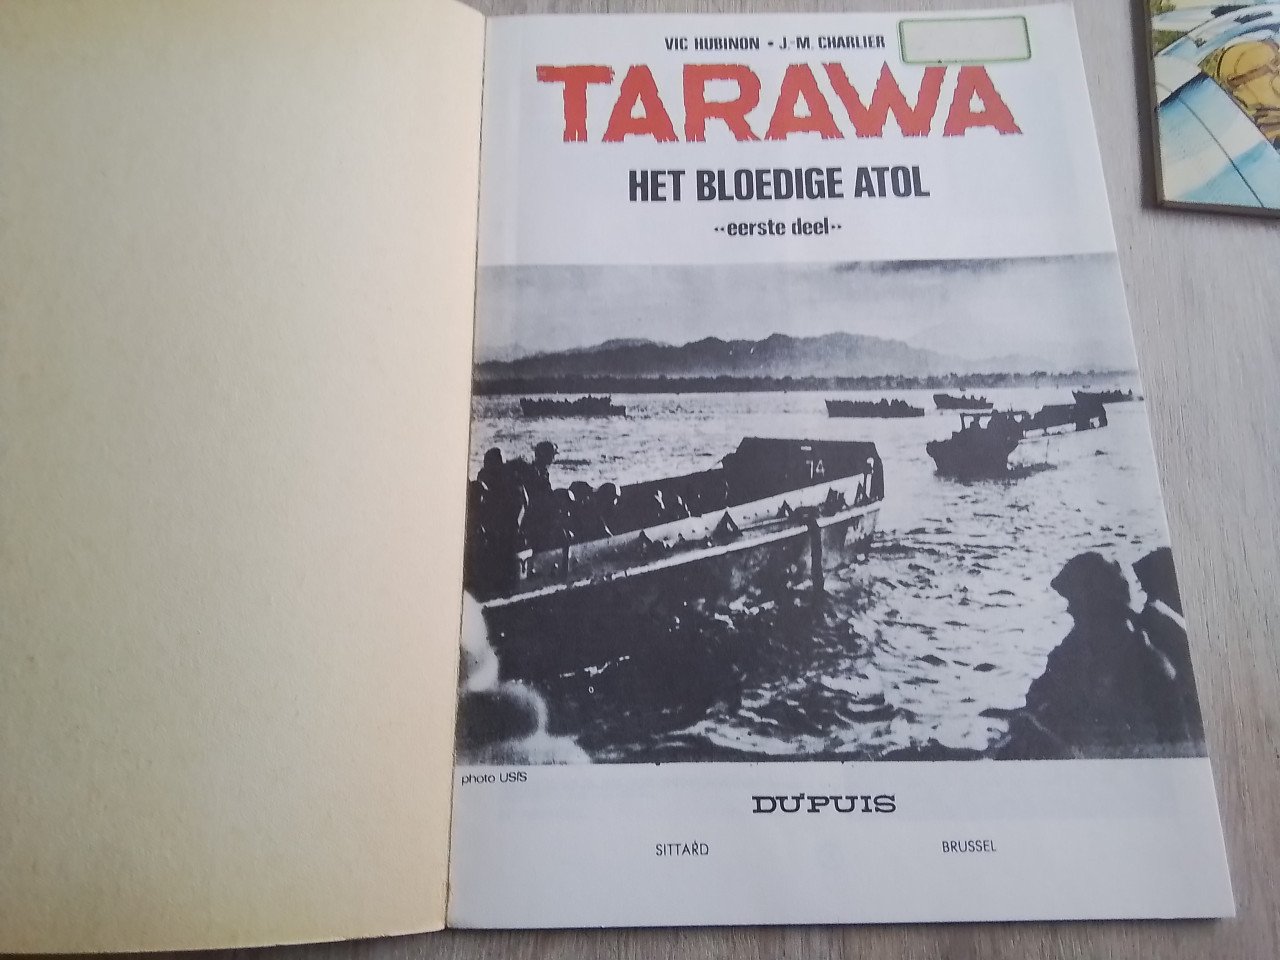 VIC HUBINON • J.-M. CHARLIER
TARAWA
HET BLOEDIGE ATOL
--eerste deel--
74
photo USIS
DUPUIS
SITTARD
BRUSSEL